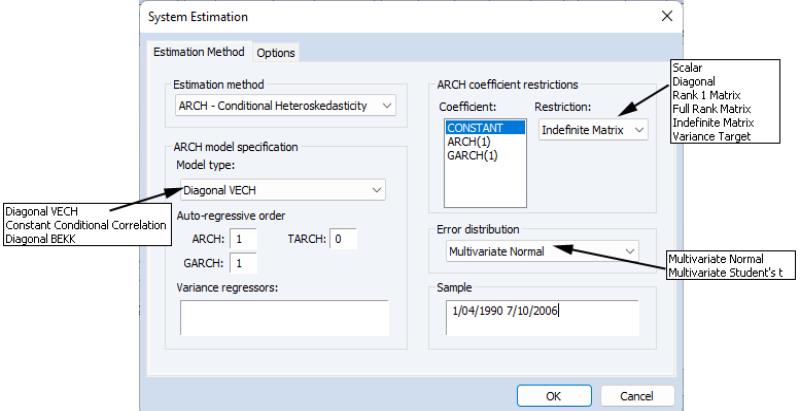 System Estimation
Estimation Method
Options
Estimation method
ARCH - Conditional Heteroskedasticity
ARCH model specification
Model type:
Diagonal VECH
Diagonal VECH
Constant Conditional Correlation
Diagonal BEKK
Auto-regressive order
ARCH: 1 TARCH: 0
GARCH: 1
Variance regressors:
ARCH coefficient restrictions
Coefficient: Restriction:
CONSTANT
ARCH(1)
GARCH(1)
Indefinite Matrix
Scalar
Diagonal
Rank 1 Matrix
Full Rank Matrix
Indefinite Matrix
Variance Target
Error distribution
Multivariate Normal
Multivariate Normal
Multivariate Student's t
Sample
1/04/1990 7/10/2006
OK Cancel